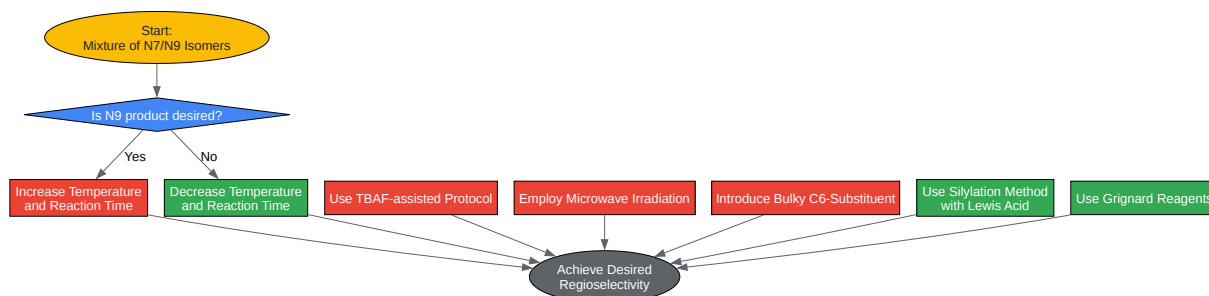 Start:
Mixture of N7/N9 Isomers
Is N9 product desired?
Yes
No
Increase Temperature
and Reaction Time
Decrease Temperature
and Reaction Time
Use TBAF-assisted Protocol
Employ Microwave Irradiation
Introduce Bulky C6-Substituent
Use Silylation Method
with Lewis Acid
Use Grignard Reagents
Achieve Desired
Regioselectivity